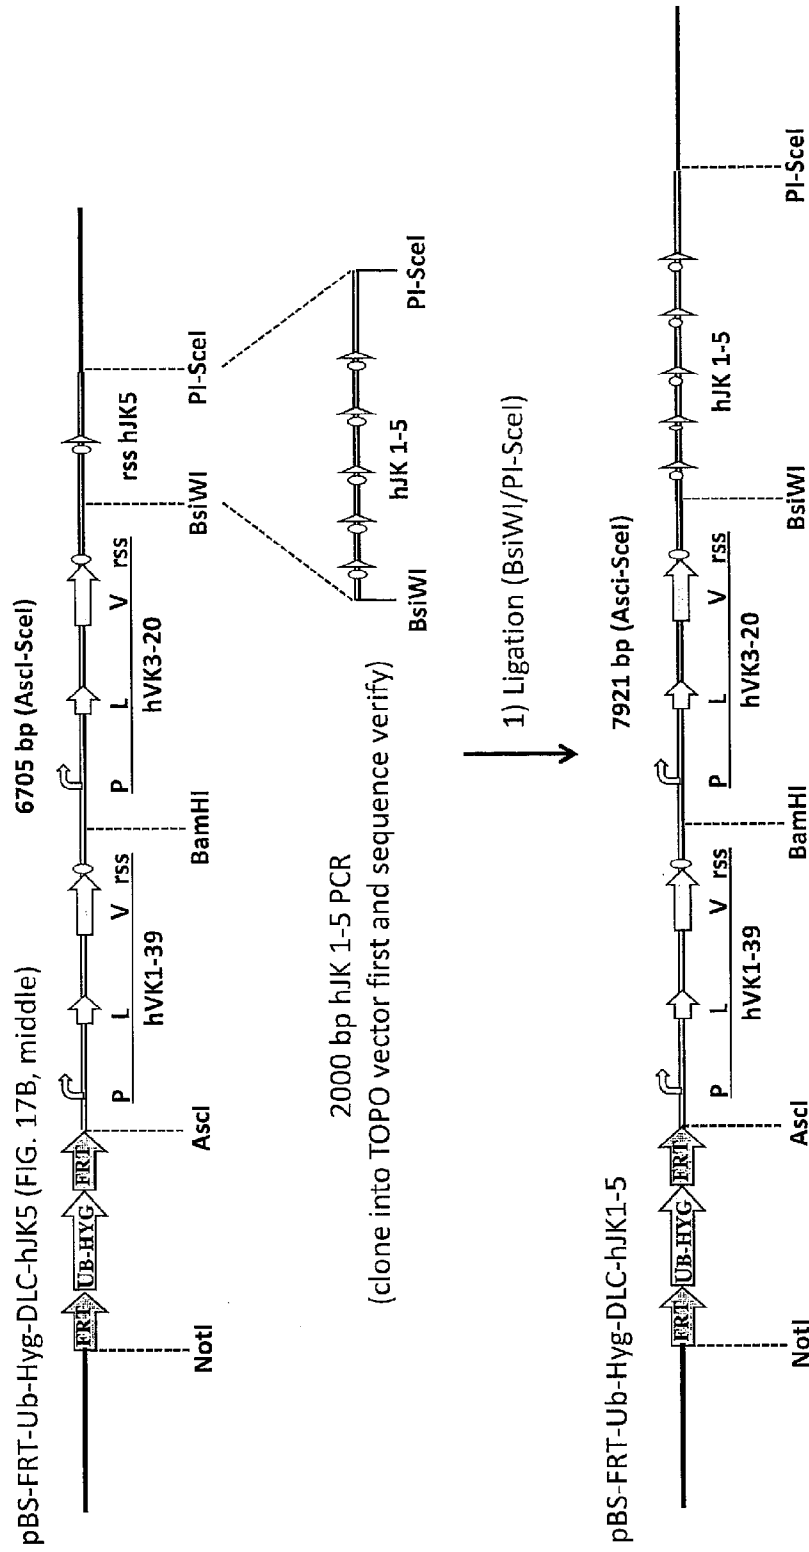 pBS-FRT-Ub-Hyg-DLC-hJK5 (FIG. 17B, middle)
6705 bp (AscI-SceI)
FRT UB-HYG FRT
P L V rss P L V rss
hVK1-39 hVK3-20 rss hJK5
NotI AscI BamHI BsiWI PI-SceI
2000 bp hJK 1-5 PCR
(clone into TOPO vector first and sequence verify)
hJK 1-5
BsiWI PI-SceI
1) Ligation (BsiWI/PI-SceI)
pBS-FRT-Ub-Hyg-DLC-hJK1-5
7921 bp (Asci-SceI)
FRT UB-HYG FRT
P L V rss P L V rss
hVK1-39 hVK3-20 hJK 1-5
NotI AscI BamHI BsiWI PI-SceI